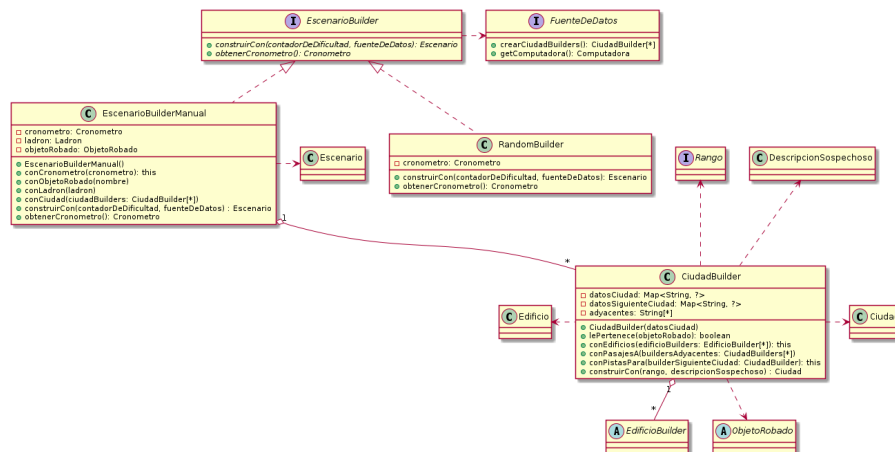 I EscenarioBuilder
construirCon(contadorDeDificultad, fuenteDeDatos): Escenario
obtenerCronometro(): Cronometro
I FuenteDeDatos
crearCiudadBuilders(): CiudadBuilder[*]
getComputadora(): Computadora
C EscenarioBuilderManual
cronometro: Cronometro
ladron: Ladron
objetoRobado: ObjetoRobado
EscenarioBuilderManual()
conCronometro(cronometro): this
conObjetoRobado(nombre)
conLadron(ladron)
conCiudad(ciudadBuilders: CiudadBuilder[*])
construirCon(contadorDeDificultad, fuenteDeDatos) : Escenario
obtenerCronometro(): Cronometro
C Escenario
C RandomBuilder
cronometro: Cronometro
construirCon(contadorDeDificultad, fuenteDeDatos): Escenario
obtenerCronometro(): Cronometro
I Rango
C DescripcionSospechoso
1
*
C CiudadBuilder
datosCiudad: Map<String, ?>
datosSiguienteCiudad: Map<String, ?>
adyacentes: String[*]
CiudadBuilder(datosCiudad)
lePertenece(objetoRobado): boolean
conEdificios(edificioBuilders: EdificioBuilder[*]): this
conPasajesA(buildersAdyacentes: CiudadBuilders[*])
conPistasPara(builderSiguienteCiudad: CiudadBuilder): this
construirCon(rango, descripcionSospechoso) : Ciudad
C Edificio
C Ciudad
1
*
A EdificioBuilder
A ObjetoRobado